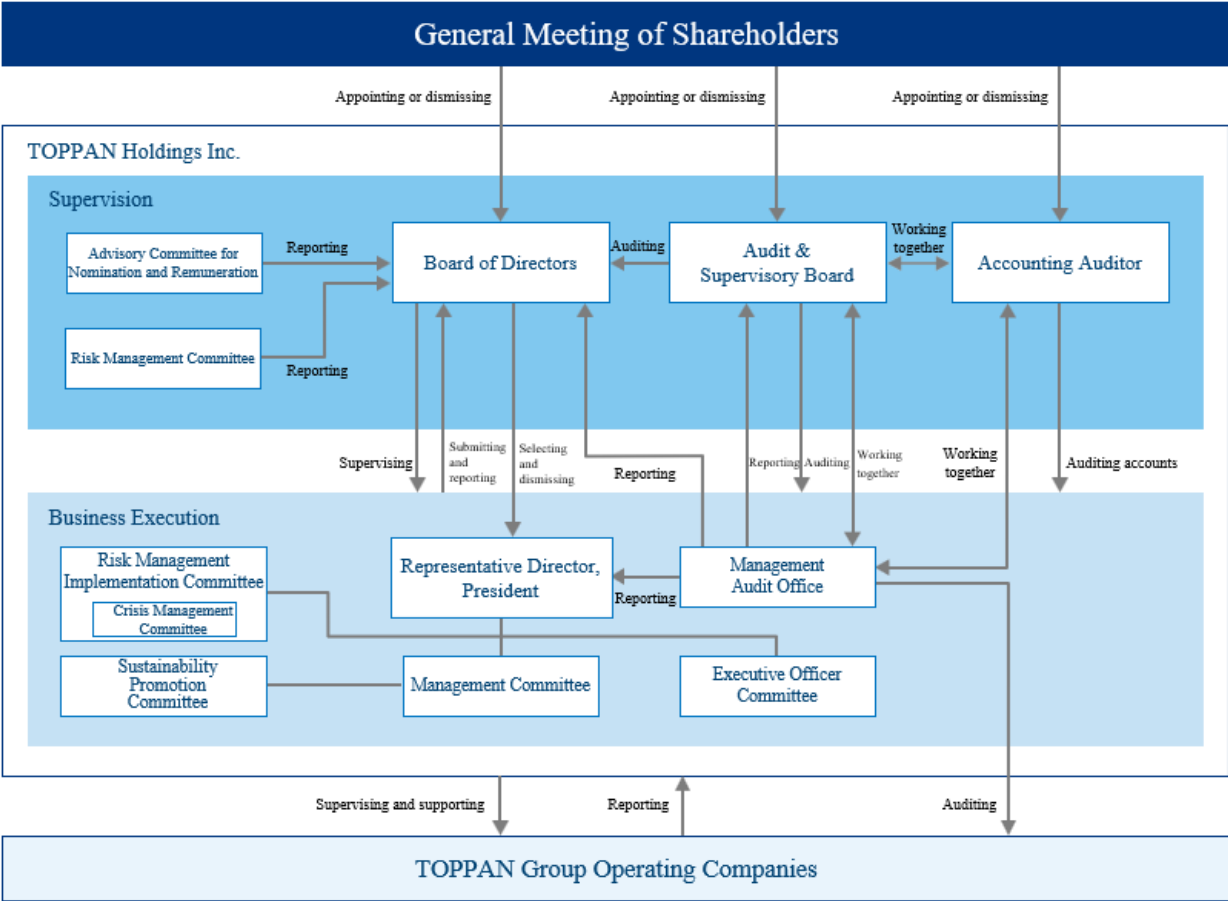 General Meeting of Shareholders
Appointing or dismissing
Appointing or dismissing
Appointing or dismissing
TOPPAN Holdings Inc.
Supervision
Advisory Committee for
Nomination and Remuneration
Reporting
Board of Directors
Auditing
Audit &
Supervisory Board
Working
together
Accounting Auditor
Risk Management Committee
Reporting
Supervising
Submitting
and
reporting
Selecting
and
dismissing
Reporting
Reporting
Auditing
Working
together
Working
together
Auditing accounts
Business Execution
Risk Management
Implementation Committee
Crisis Management
Committee
Representative Director,
President
Reporting
Management
Audit Office
Sustainability
Promotion
Committee
Management Committee
Executive Officer
Committee
Supervising and supporting
Reporting
Auditing
TOPPAN Group Operating Companies